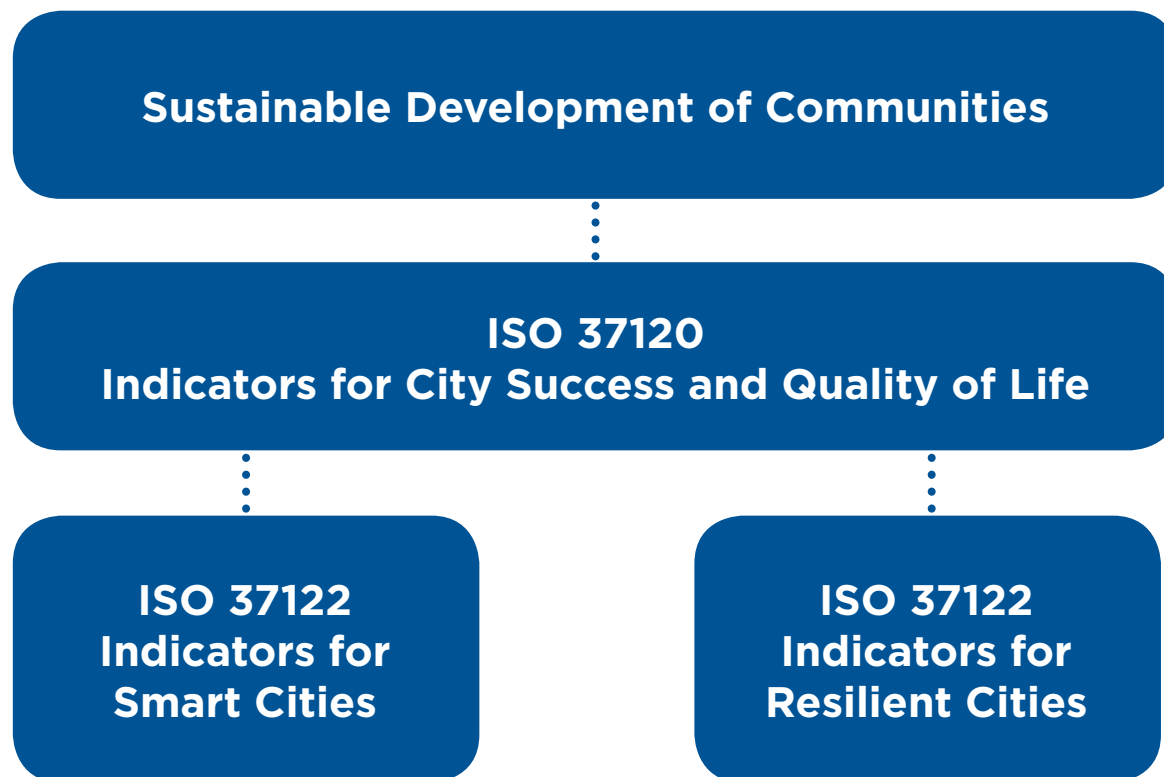 Sustainable Development of Communities
ISO 37120
Indicators for City Success and Quality of Life
ISO 37122
Indicators for
Smart Cities
ISO 37122
Indicators for
Resilient Cities